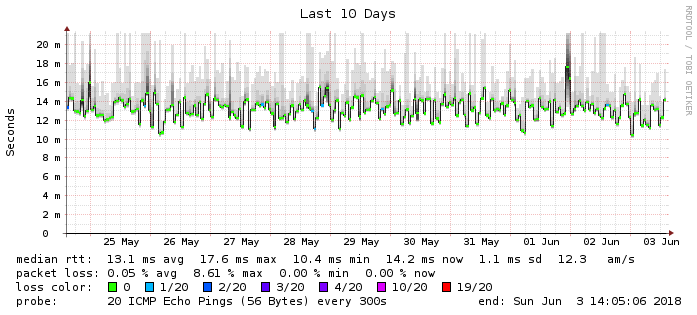 Last 10 Days
RRDTOOL / TOBI OETIKER
Seconds
20 m
18 m
16 m
14 m
12 m
10 m
8 m
6 m
4 m
2 m
0
25 May 26 May 27 May 28 May 29 May 30 May 31 May 01 Jun 02 Jun 03 Jun
median rtt: 13.1 ms avg 17.6 ms max 10.4 ms min 14.2 ms now 1.1 ms sd 12.3 am/s
packet loss: 0.05 % avg 8.61 % max 0.00 % min 0.00 % now
loss color: 0 1/20 2/20 3/20 4/20 10/20 19/20
probe: 20 ICMP Echo Pings (56 Bytes) every 300s end: Sun Jun 3 14:05:06 2018